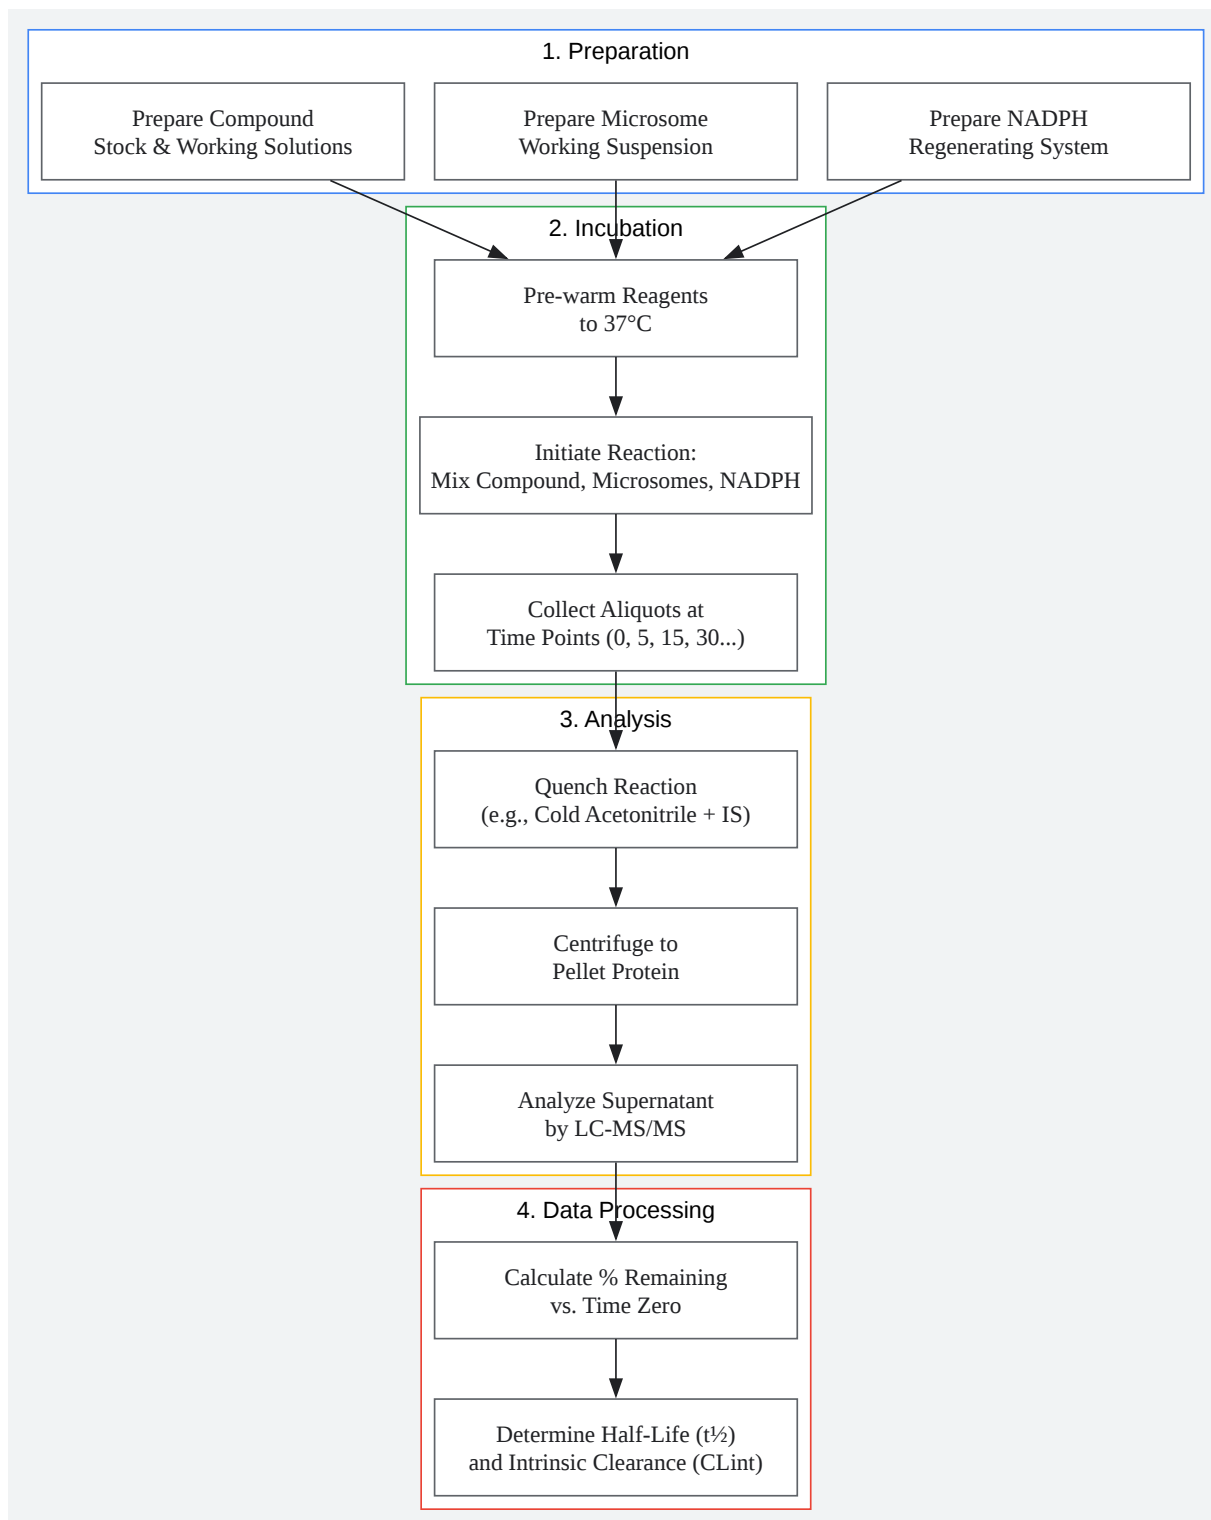 1. Preparation
Prepare Compound
Stock & Working Solutions
Prepare Microsome
Working Suspension
Prepare NADPH
Regenerating System
2. Incubation
Pre-warm Reagents
to 37°C
Initiate Reaction:
Mix Compound, Microsomes, NADPH
Collect Aliquots at
Time Points (0, 5, 15, 30...)
3. Analysis
Quench Reaction
(e.g., Cold Acetonitrile + IS)
Centrifuge to
Pellet Protein
Analyze Supernatant
by LC-MS/MS
4. Data Processing
Calculate % Remaining
vs. Time Zero
Determine Half-Life (t½)
and Intrinsic Clearance (CLint)